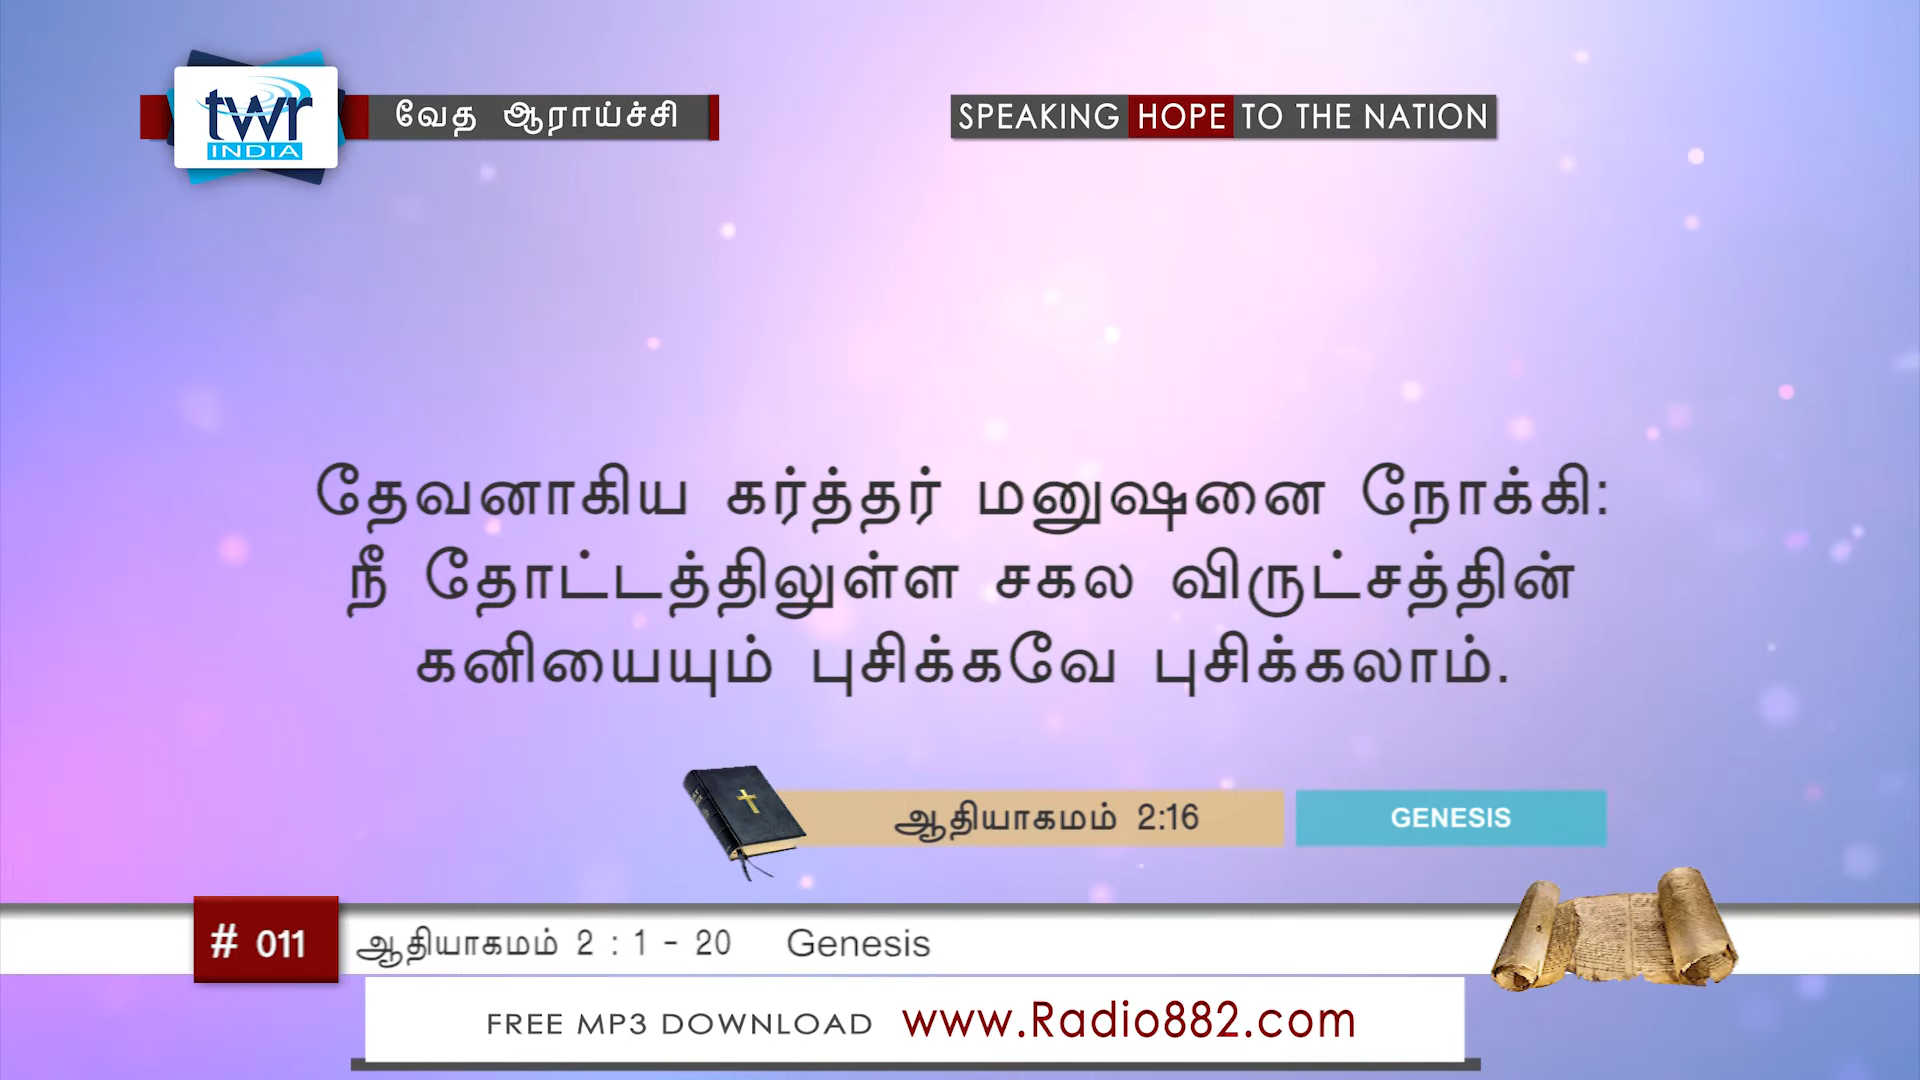 twr
INDIA
வேத ஆராய்ச்சி
SPEAKING HOPE TO THE NATION
தேவனாகிய கர்த்தர் மனுஷனை நோக்கி:
நீ தோட்டத்திலுள்ள சகல விருட்சத்தின்
கனியையும் புசிக்கவே புசிக்கலாம்.
ஆதியாகமம் 2:16
GENESIS
# 011
ஆதியாகமம் 2 : 1 - 20 Genesis
FREE MP3 DOWNLOAD www.Radio882.com